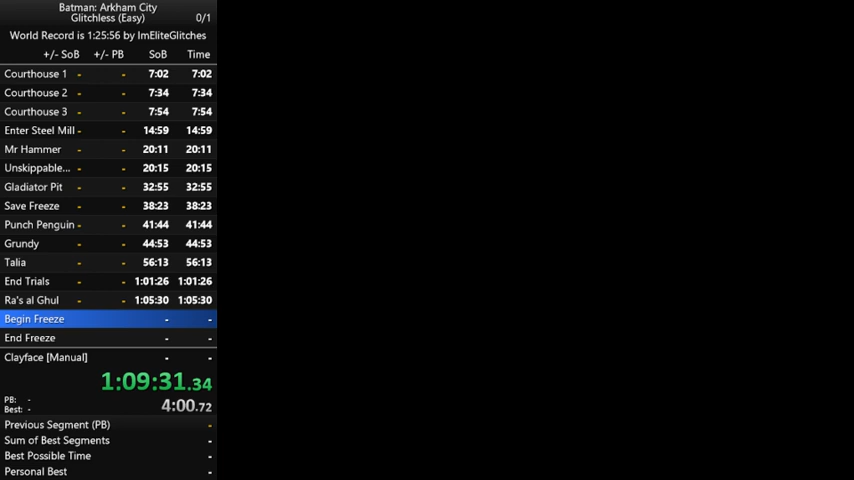 Batman: Arkham City
Glitchless (Easy) 0/1
World Record is 1:25:56 by ImEliteGlitches
+/- SoB +/- PB SoB Time
Courthouse 1 - - 7:02 7:02
Courthouse 2 - - 7:34 7:34
Courthouse 3 - - 7:54 7:54
Enter Steel Mill - - 14:59 14:59
Mr Hammer - - 20:11 20:11
Unskippable... - - 20:15 20:15
Gladiator Pit - - 32:55 32:55
Save Freeze - - 38:23 38:23
Punch Penguin - - 41:44 41:44
Grundy - - 44:53 44:53
Talia - - 56:13 56:13
End Trials - - 1:01:26 1:01:26
Ra's al Ghul - - 1:05:30 1:05:30
Begin Freeze - -
End Freeze - -
Clayface [Manual] - -
1:09:31.34
PB: -
Best: - 4:00.72
Previous Segment (PB) -
Sum of Best Segments -
Best Possible Time -
Personal Best -